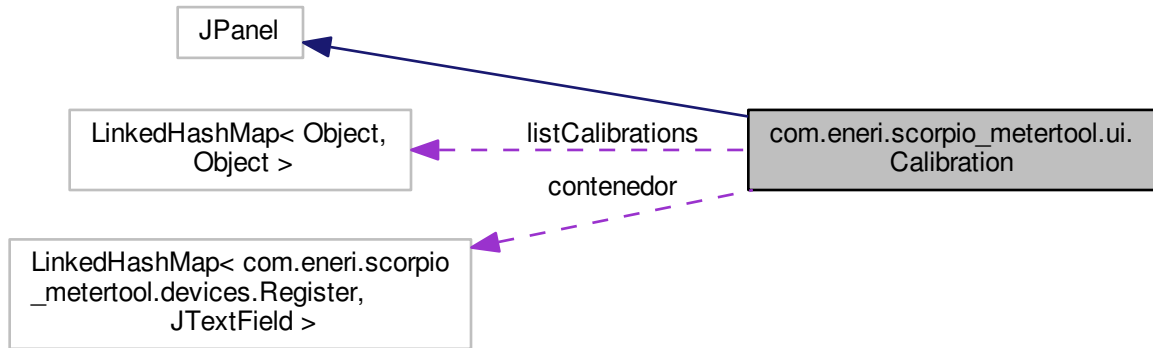 JPanel
LinkedHashMap< Object,
Object >
listCalibrations
com.eneri.scorpio_metertool.ui.
Calibration
contenedor
LinkedHashMap< com.eneri.scorpio
_metertool.devices.Register,
JTextField >